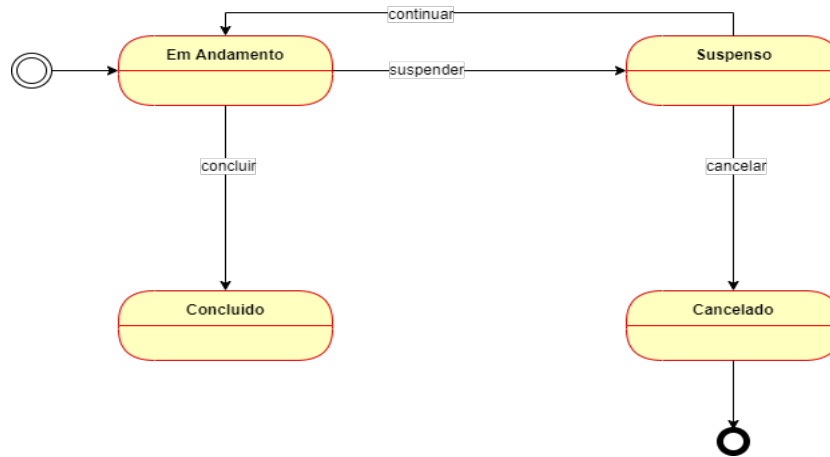 continuar
Em Andamento
suspender
Suspenso
concluir
cancelar
Concluido
Cancelado